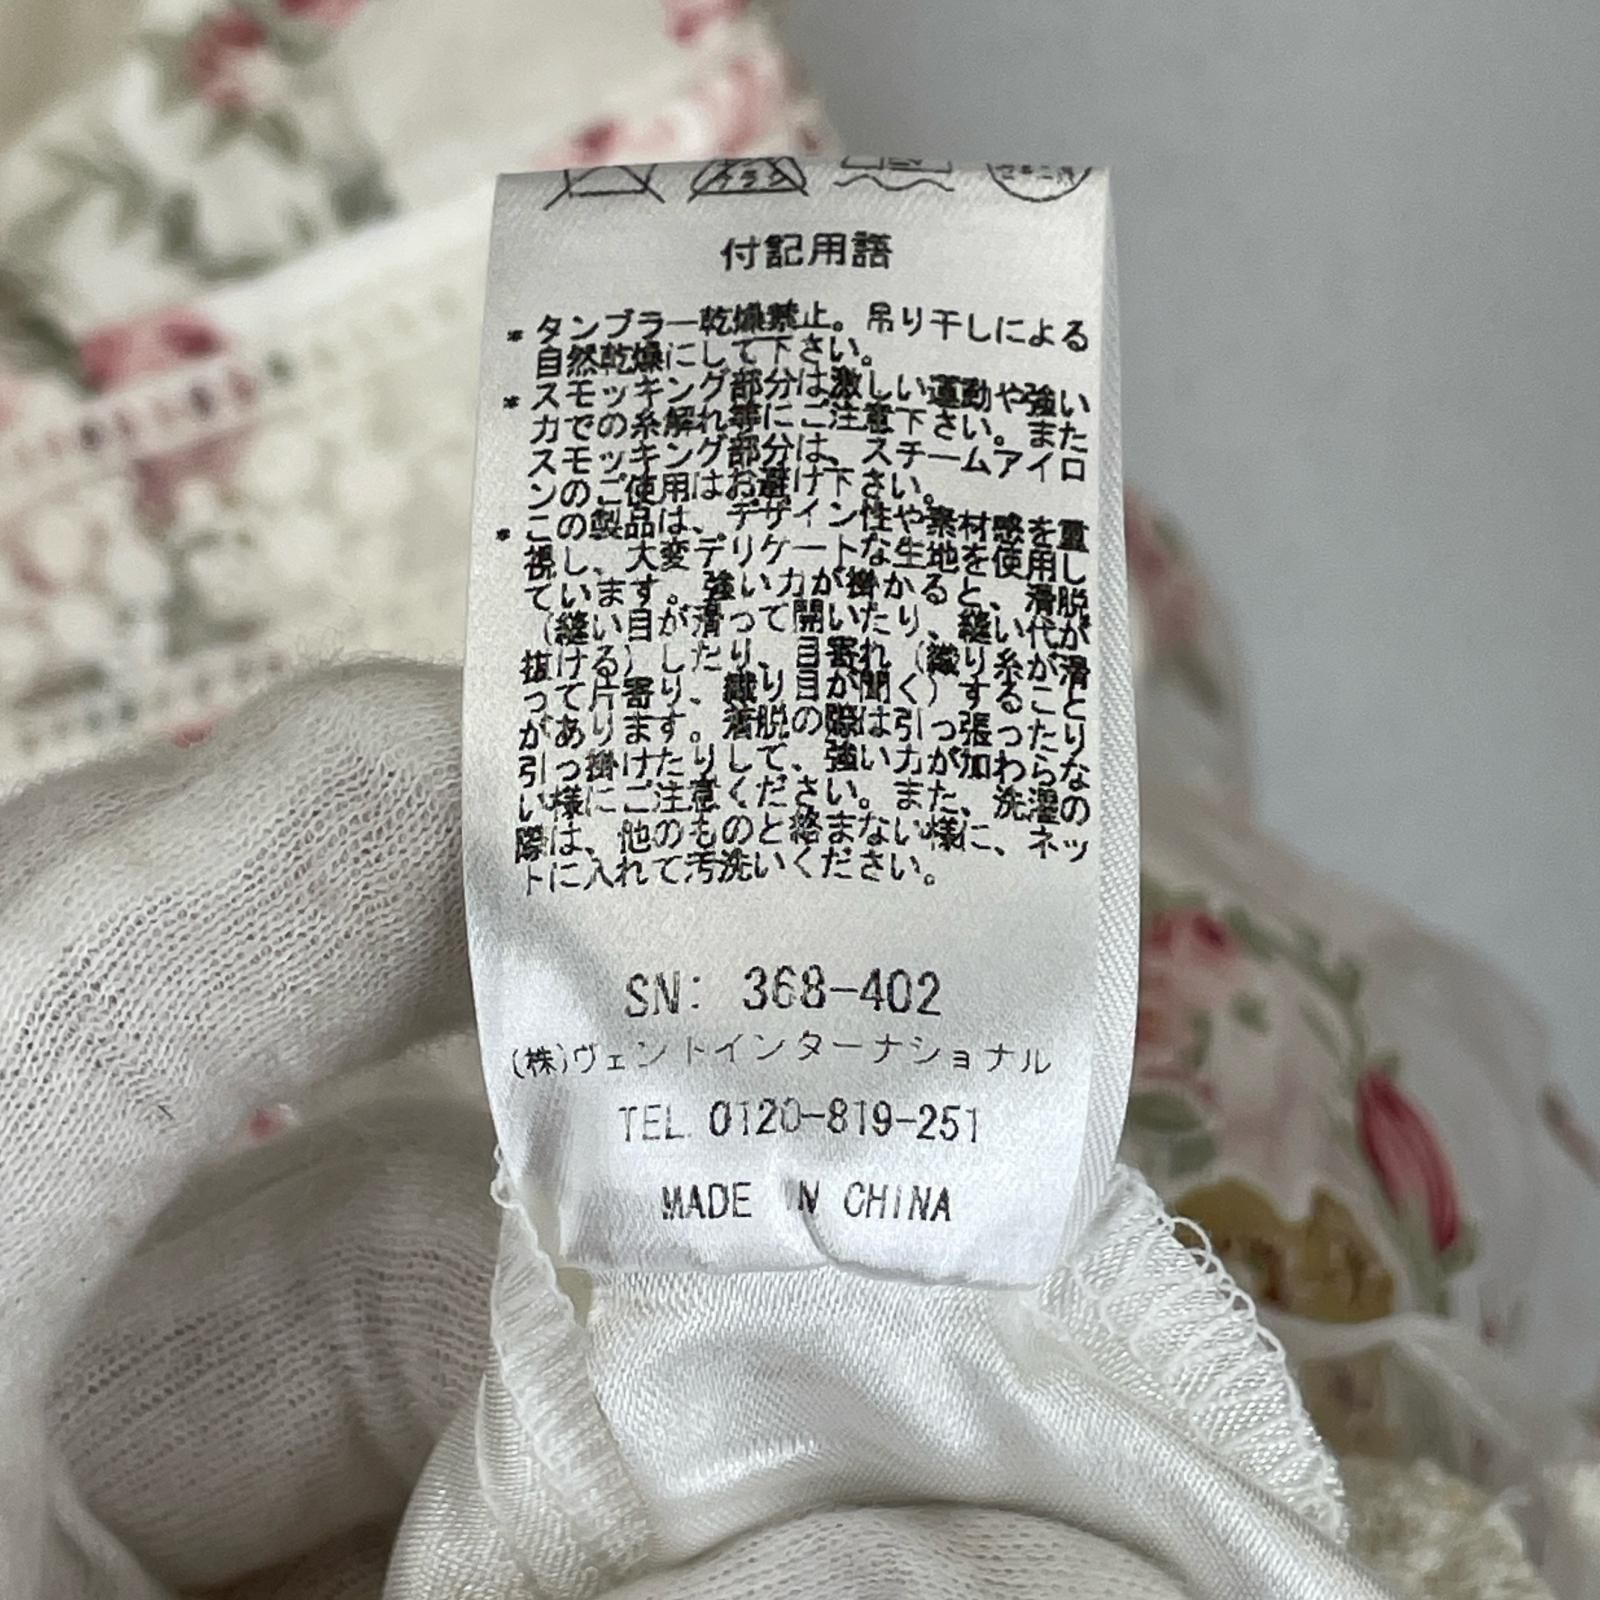 付記用語
* タンブラー乾燥禁止。吊り干しによる
自然乾燥にして下さい。
* スモッキング部分は激しい運動や強い
力での糸解れ等にご注意下さい。また
スモッキング部分は、スチームアイロ
ンのご使用はお避け下さい。
* この製品は、デザイン性や素材感を重
視し、大変デリケートな生地を使用し
ています。強い力が掛かると、滑脱
(縫い目が滑って開いたり、縫い代が
抜ける)したり、目寄れ(織り糸が滑
って片寄り、織り目が開く)することが
あります。着脱の際は引っ張ったり
引っ掛けたりして、強い力が加わらな
い様にご注意ください。また、洗濯の
際は、他のものと絡まない様に、ネッ
トに入れて汚洗いください。
SN: 368-402
(株)ヴェントインターナショナル
TEL. 0120-819-251
MADE IN CHINA